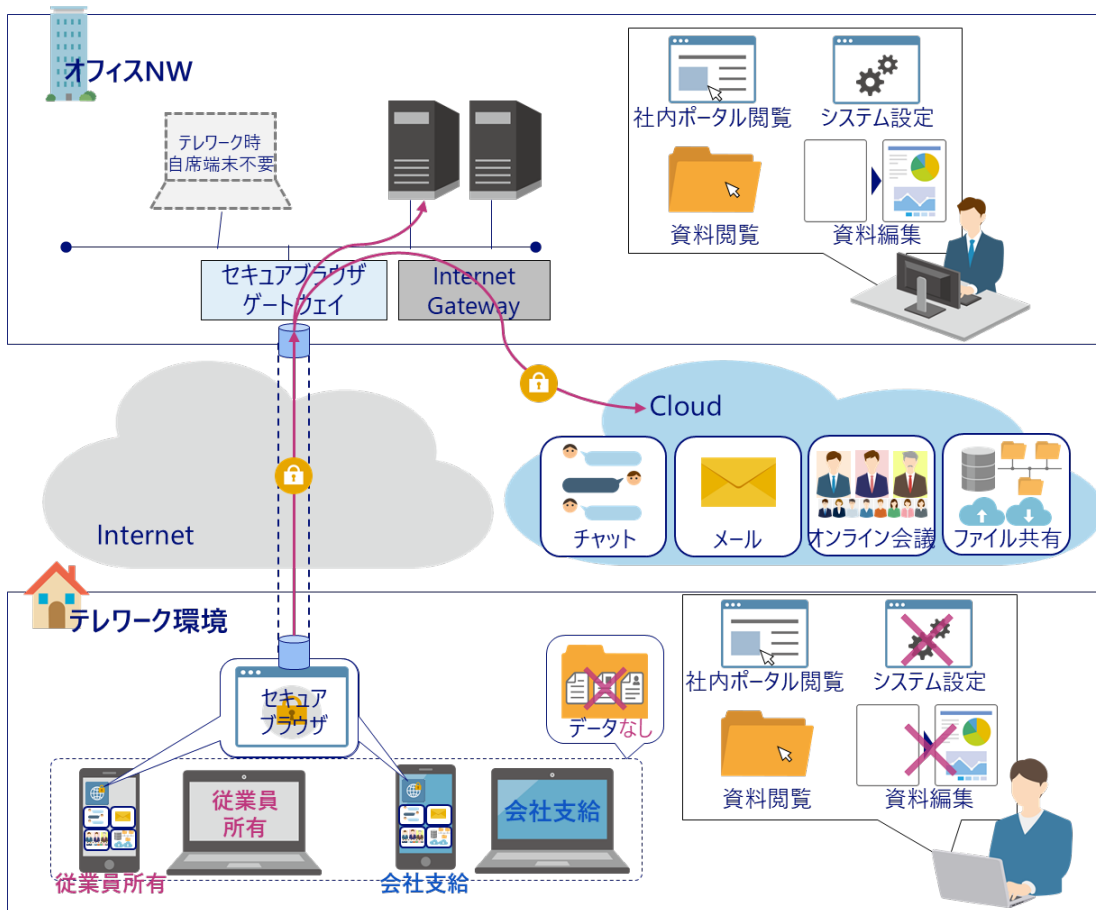 オフィスNW
テレワーク時
自席端末不要
セキュアブラウザ
ゲートウェイ
Internet
Gateway
社内ポータル閲覧
システム設定
資料閲覧
資料編集
Internet
Cloud
チャット
メール
オンライン会議
ファイル共有
テレワーク環境
セキュア
ブラウザ
データなし
従業員
所有
会社支給
従業員所有
会社支給
社内ポータル閲覧
システム設定
資料閲覧
資料編集